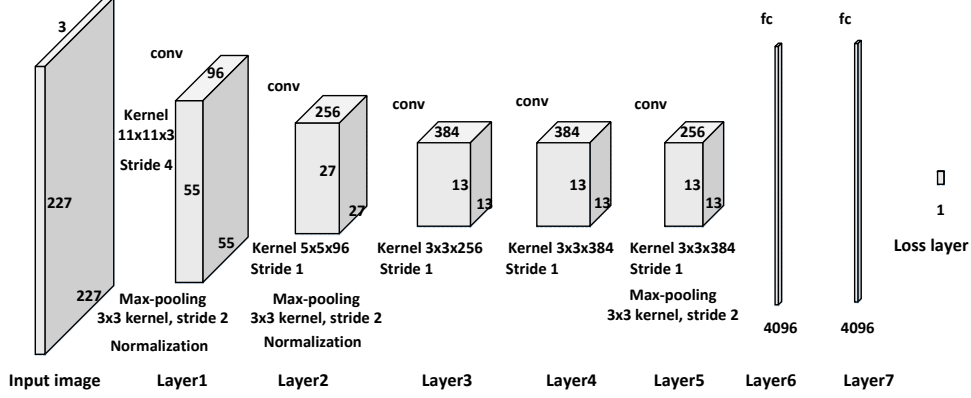 3
227
227
Input image
conv
96
Kernel
11x11x3
Stride 4
55
55
Max-pooling
3x3 kernel, stride 2
Normalization
Layer1
conv
256
27
27
Kernel 5x5x96
Stride 1
Max-pooling
3x3 kernel, stride 2
Normalization
Layer2
conv
384
13
13
Kernel 3x3x256
Stride 1
Layer3
conv
384
13
13
Kernel 3x3x384
Stride 1
Layer4
conv
256
13
13
Kernel 3x3x384
Stride 1
Max-pooling
3x3 kernel, stride 2
Layer5
fc
4096
Layer6
fc
4096
Layer7
1
Loss layer